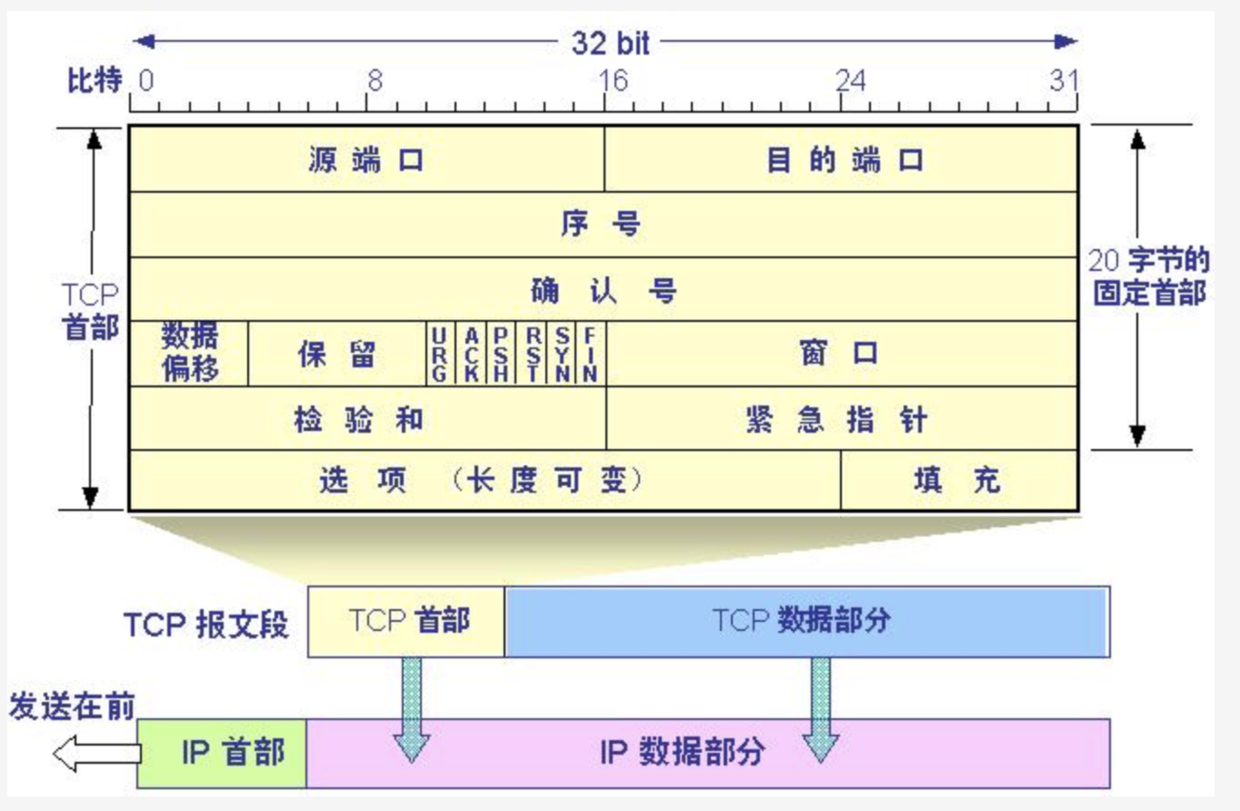 32 bit
比特 0 8 16 24 31
源端口 目的端口
序号
确认号
TCP
首部
20 字节的
固定首部
数据
偏移
保留
URG
ACK
PSH
RST
SYN
FIN
窗口
检验和 紧急指针
选项（长度可变） 填充
TCP 报文段 TCP 首部 TCP 数据部分
发送在前
IP 首部 IP 数据部分